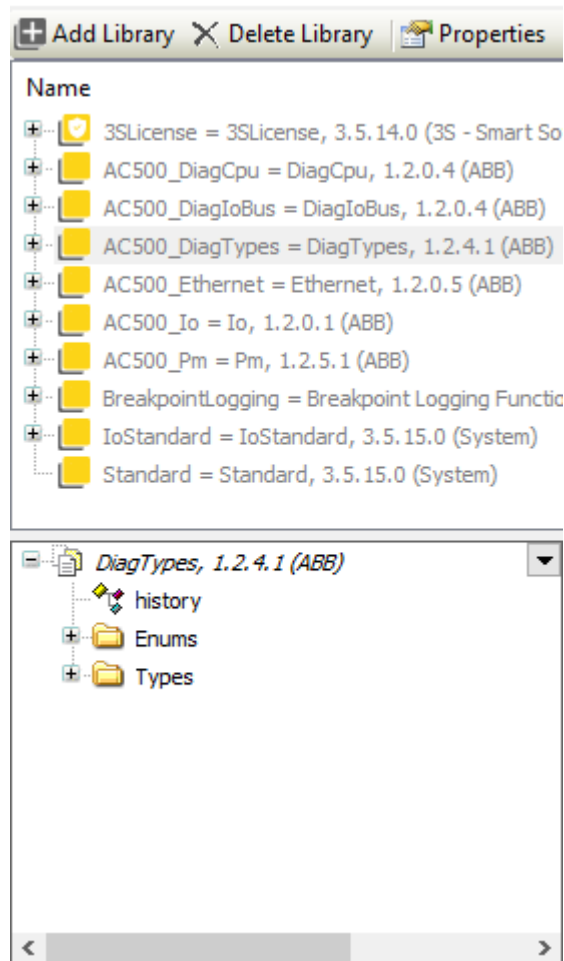 Add Library Delete Library Properties
Name
3SLicense = 3SLicense, 3.5.14.0 (3S - Smart So
AC500_DiagCpu = DiagCpu, 1.2.0.4 (ABB)
AC500_DiagIoBus = DiagIoBus, 1.2.0.4 (ABB)
AC500_DiagTypes = DiagTypes, 1.2.4.1 (ABB)
AC500_Ethernet = Ethernet, 1.2.0.5 (ABB)
AC500_Io = Io, 1.2.0.1 (ABB)
AC500_Pm = Pm, 1.2.5.1 (ABB)
BreakpointLogging = Breakpoint Logging Functio
IoStandard = IoStandard, 3.5.15.0 (System)
Standard = Standard, 3.5.15.0 (System)
DiagTypes, 1.2.4.1 (ABB)
history
Enums
Types